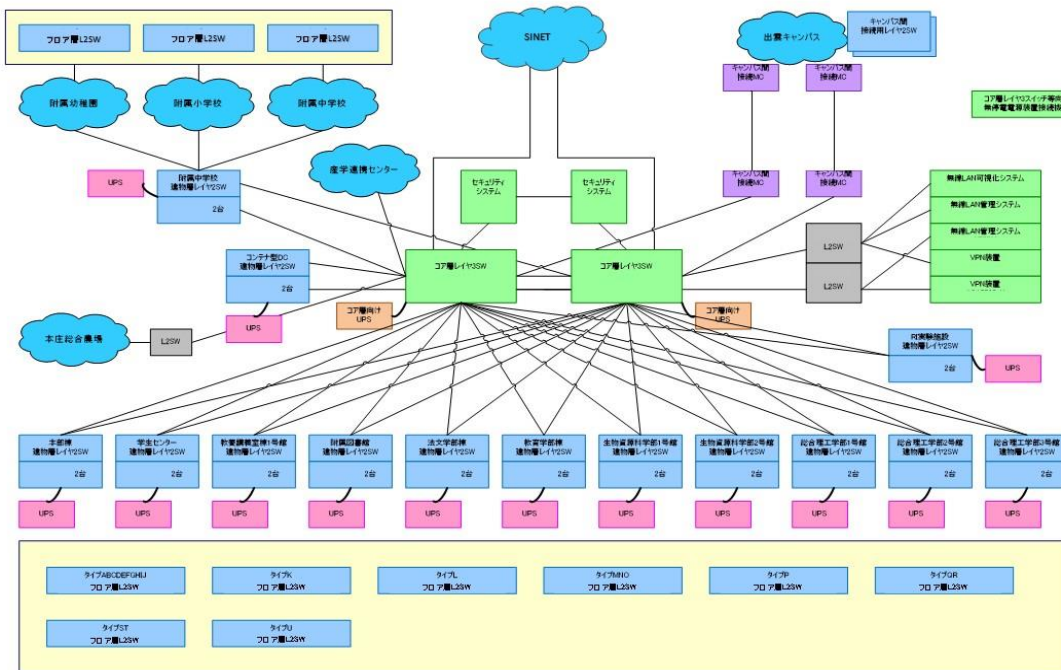 フロア層L2SW
フロア層L2SW
フロア層L2SW
SINET
出雲キャンパス
キャンパス間
接続用レイヤ2SW
キャンパス間
接続MC
キャンパス間
接続MC
附属幼稚園
附属小学校
附属中学校
コア層レイヤ3スイッチ等向
無停電電源装置接続
産学連携センター
UPS
附属中学校
建物層レイヤ2SW
2台
セキュリティ
システム
セキュリティ
システム
キャンパス間
接続MC
キャンパス間
接続MC
無線LAN可視化システム
無線LAN管理システム
無線LAN管理システム
VPN装置
VPN装置
L2SW
L2SW
コンテナ型DC
建物層レイヤ2SW
2台
コア層レイヤ3SW
コア層レイヤ3SW
コア層向け
UPS
コア層向け
UPS
UPS
本庄総合農場
L2SW
RI実験施設
建物層レイヤ2SW
2台
UPS
本部棟
建物層レイヤ2SW
2台
学生センター
建物層レイヤ2SW
2台
教養講義室棟1号館
建物層レイヤ2SW
2台
附属図書館
建物層レイヤ2SW
2台
法文学部棟
建物層レイヤ2SW
2台
教育学部棟
建物層レイヤ2SW
2台
生物資源科学部1号館
建物層レイヤ2SW
2台
生物資源科学部2号館
建物層レイヤ2SW
2台
総合理工学部1号館
建物層レイヤ2SW
2台
総合理工学部2号館
建物層レイヤ2SW
2台
総合理工学部3号館
建物層レイヤ2SW
2台
UPS
UPS
UPS
UPS
UPS
UPS
UPS
UPS
UPS
UPS
UPS
タイプABCDEFGHIJ
フロア層L2SW
タイプK
フロア層L2SW
タイプL
フロア層L2SW
タイプMNO
フロア層L2SW
タイプP
フロア層L2SW
タイプQR
フロア層L2SW
タイプST
フロア層L2SW
タイプU
フロア層L2SW